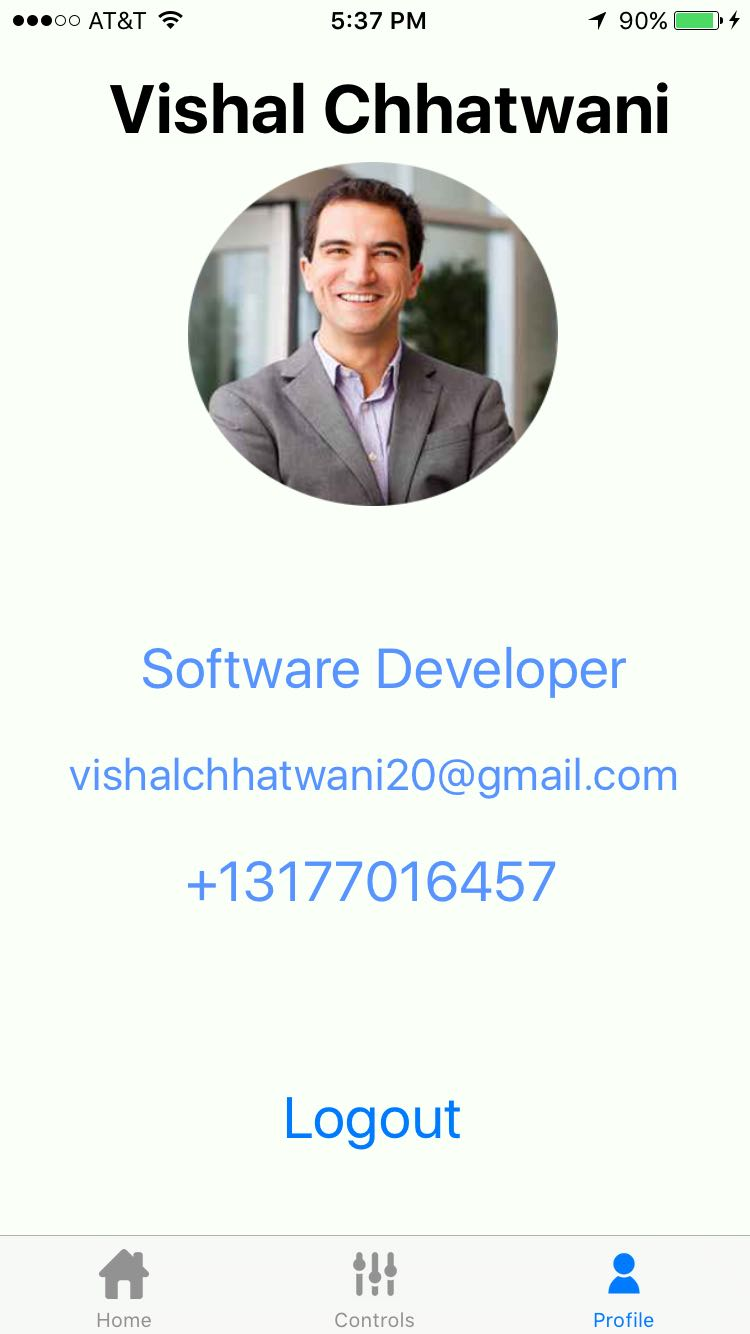 AT&T 5:37 PM 90%
Vishal Chhatwani
Software Developer
vishalchhatwani20@gmail.com
+13177016457
Logout
Home Controls Profile